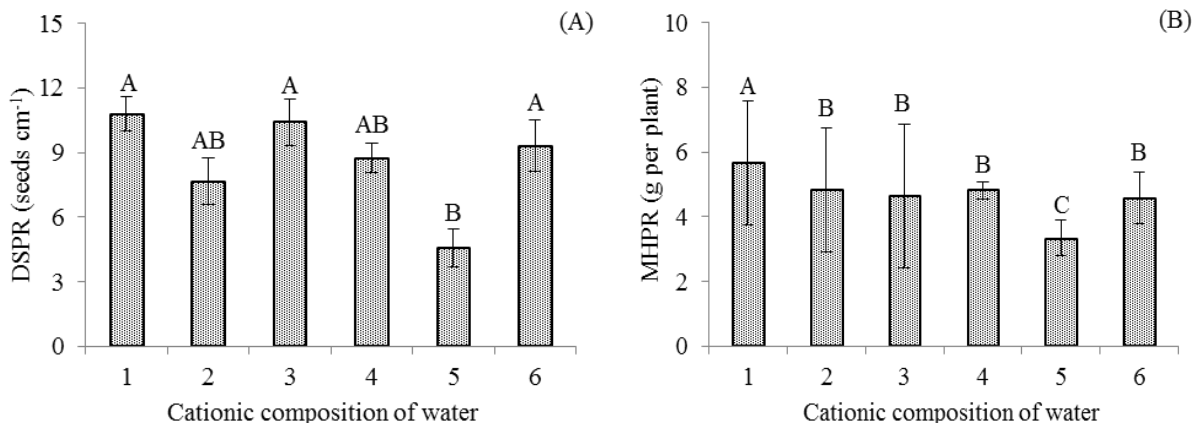 (A)
DSPR (seeds cm⁻¹)
15
12
9
6
3
0
A
AB
A
AB
B
A
1 2 3 4 5 6
Cationic composition of water
(B)
MHPR (g per plant)
10
8
6
4
2
0
A
B
B
B
C
B
1 2 3 4 5 6
Cationic composition of water